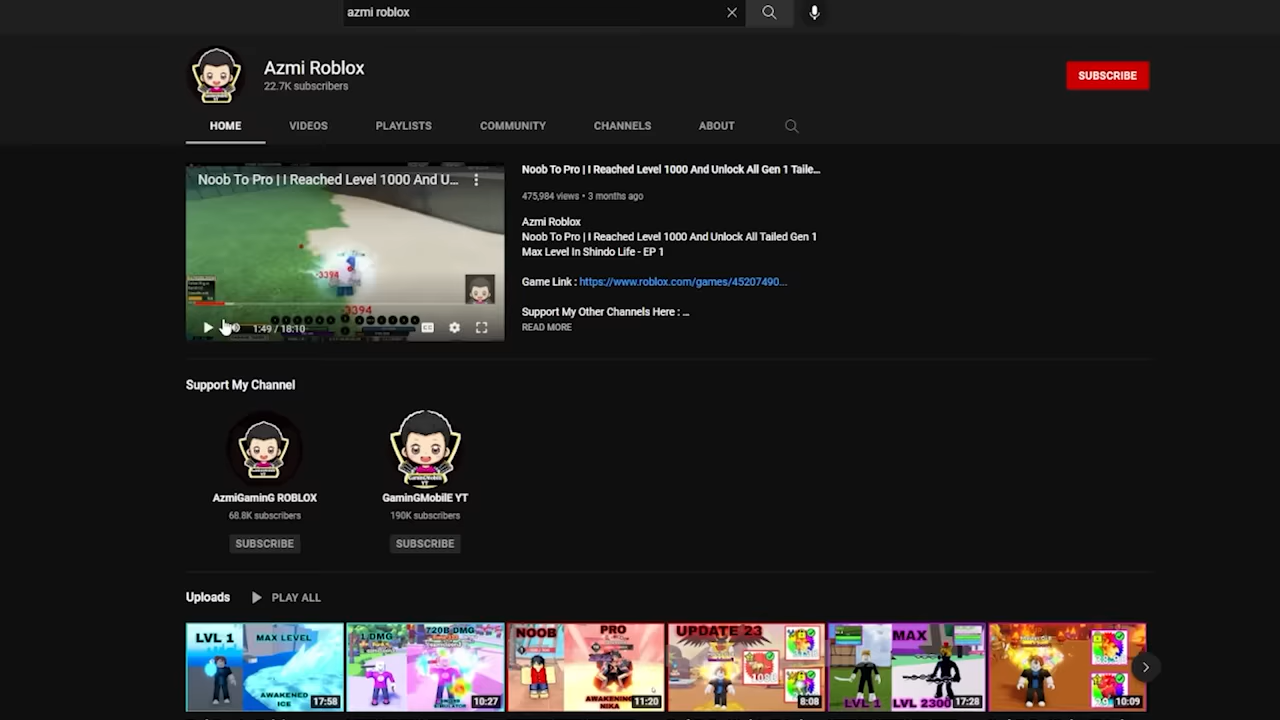 azmi roblox
Azmi Roblox
22.7K subscribers
SUBSCRIBE
HOME
VIDEOS
PLAYLISTS
COMMUNITY
CHANNELS
ABOUT
Noob To Pro | I Reached Level 1000 And U...
-3394
3394
1:49 / 18:10
Noob To Pro | I Reached Level 1000 And Unlock All Gen 1 Taile...
475,984 views • 3 months ago
Azmi Roblox
Noob To Pro | I Reached Level 1000 And Unlock All Tailed Gen 1
Max Level In Shindo Life - EP 1
Game Link : https://www.roblox.com/games/45207490...
Support My Other Channels Here : ...
READ MORE
Support My Channel
AzmiGaminG ROBLOX
68.8K subscribers
SUBSCRIBE
GaminGMobilE YT
190K subscribers
SUBSCRIBE
Uploads
PLAY ALL
LVL 1
MAX LEVEL
AWAKENED
ICE
17:58
1 DMG
720B DMG
10:27
NOOB
PRO
AWAKENING
NIKA
11:20
UPDATE 23
8:08
MAX
LVL 1
LVL 2300
17:28
10:09